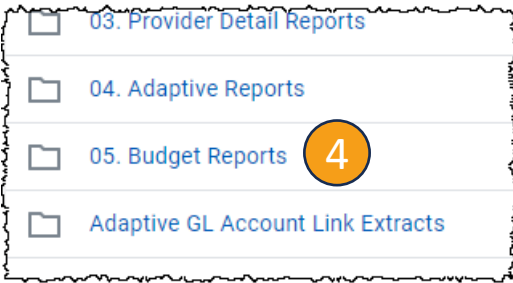 03. Provider Detail Reports
04. Adaptive Reports
05. Budget Reports 4
Adaptive GL Account Link Extracts